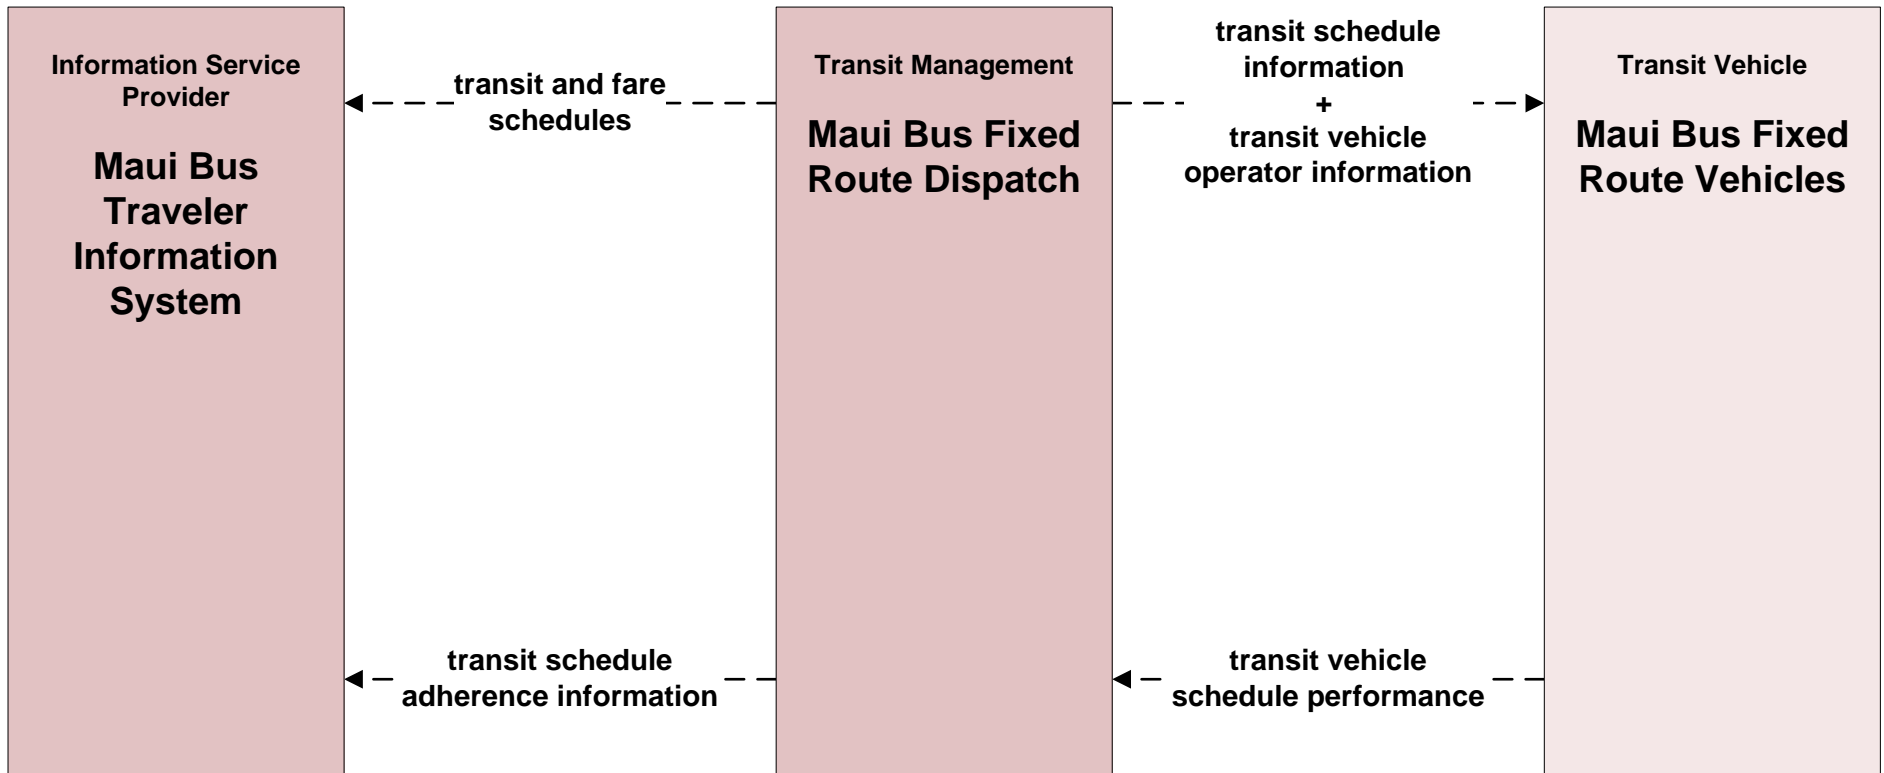 Information Service
Provider
Maui Bus
Traveler
Information
System
transit and fare
schedules
Transit Management
Maui Bus Fixed
Route Dispatch
transit schedule
information
+
transit vehicle
operator information
Transit Vehicle
Maui Bus Fixed
Route Vehicles
transit schedule
adherence information
transit vehicle
schedule performance